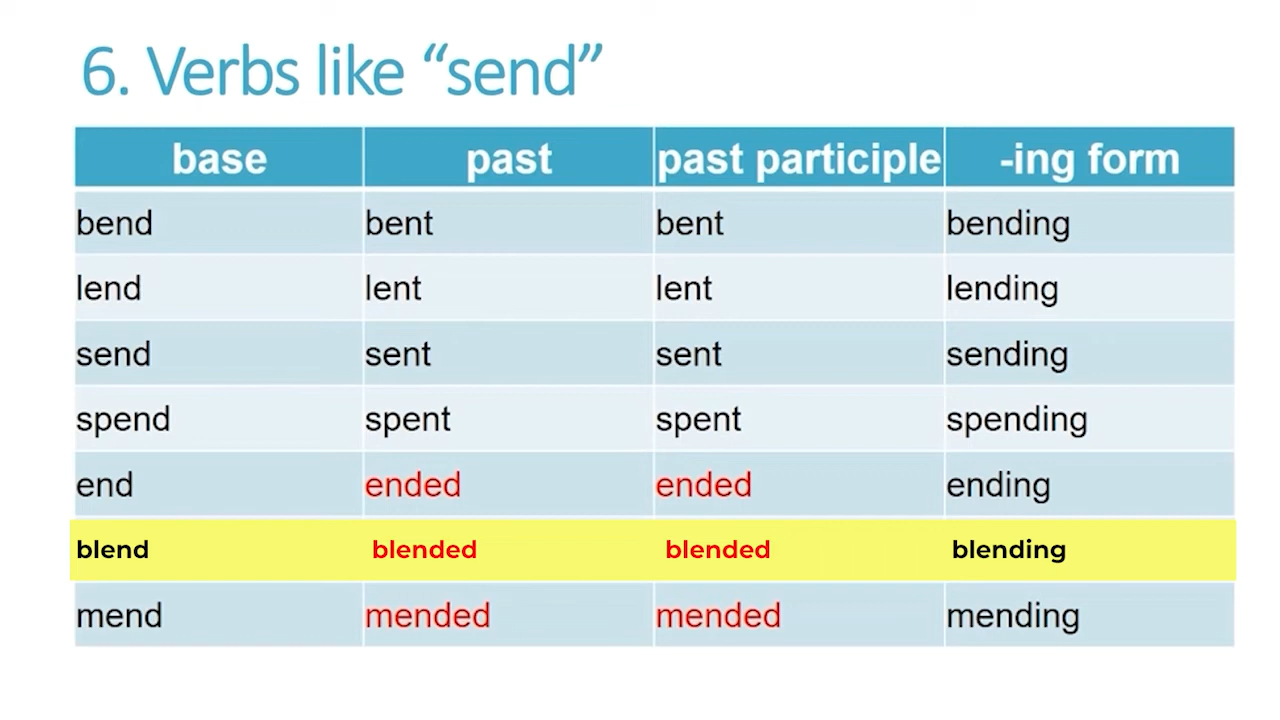 6. Verbs like “send”
base past past participle -ing form
bend bent bent bending
lend lent lent lending
send sent sent sending
spend spent spent spending
end ended ended ending
blend blended blended blending
mend mended mended mending